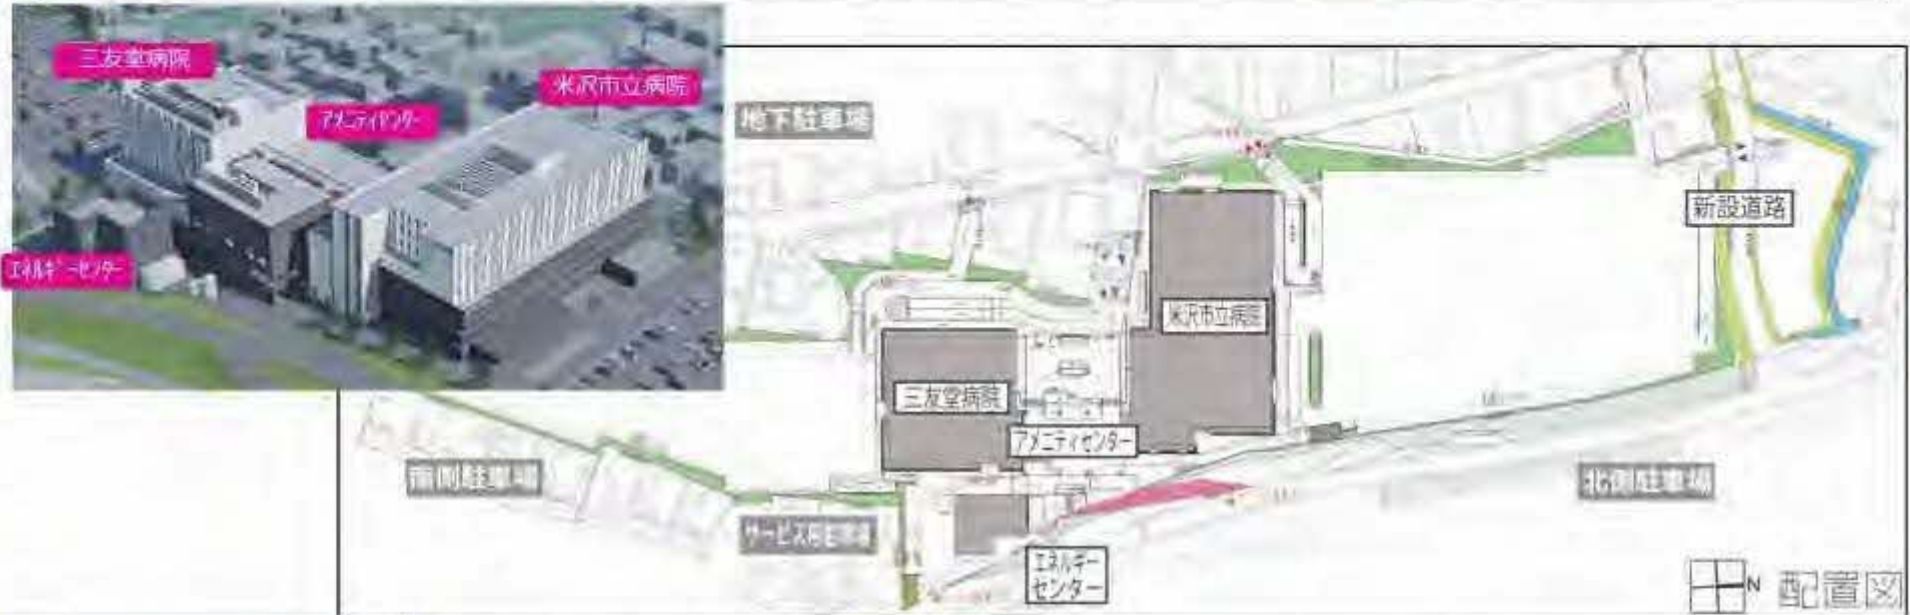 三友堂病院
アメニティセンター
米沢市立病院
エネルギーセンター
地下駐車場
新設道路
米沢市立病院
三友堂病院
アメニティセンター
南側駐車場
北側駐車場
サービス用駐車場
エネルギー
センター
N
配置図